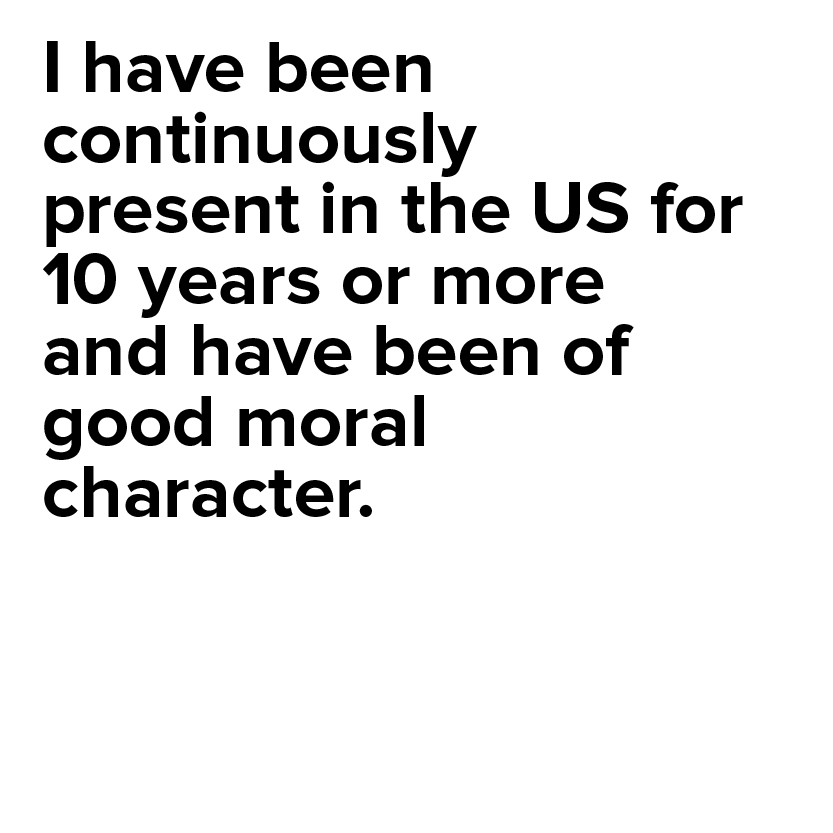 I have been
continuously
present in the US for
10 years or more
and have been of
good moral
character.